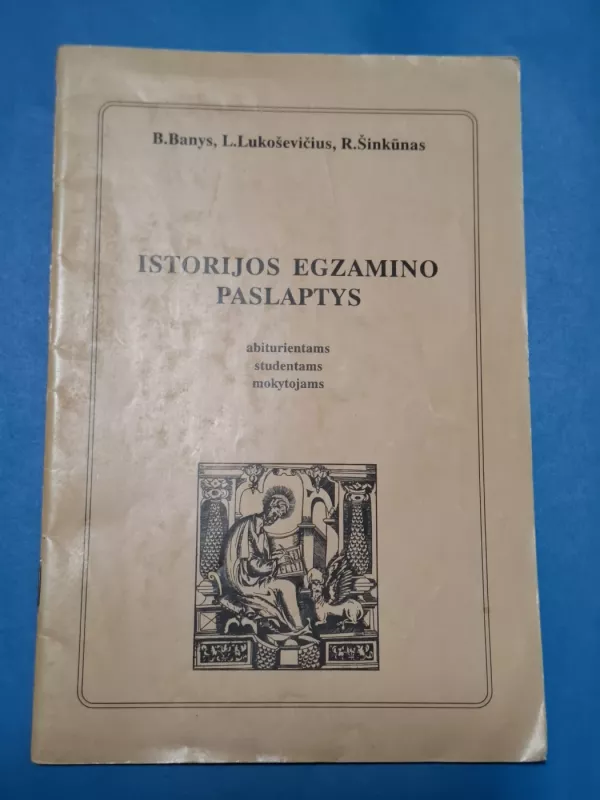 B.Banys, L.Lukoševičius, R.Šinkūnas
ISTORIJOS EGZAMINO
PASLAPTYS
abiturientams
studentams
mokytojams